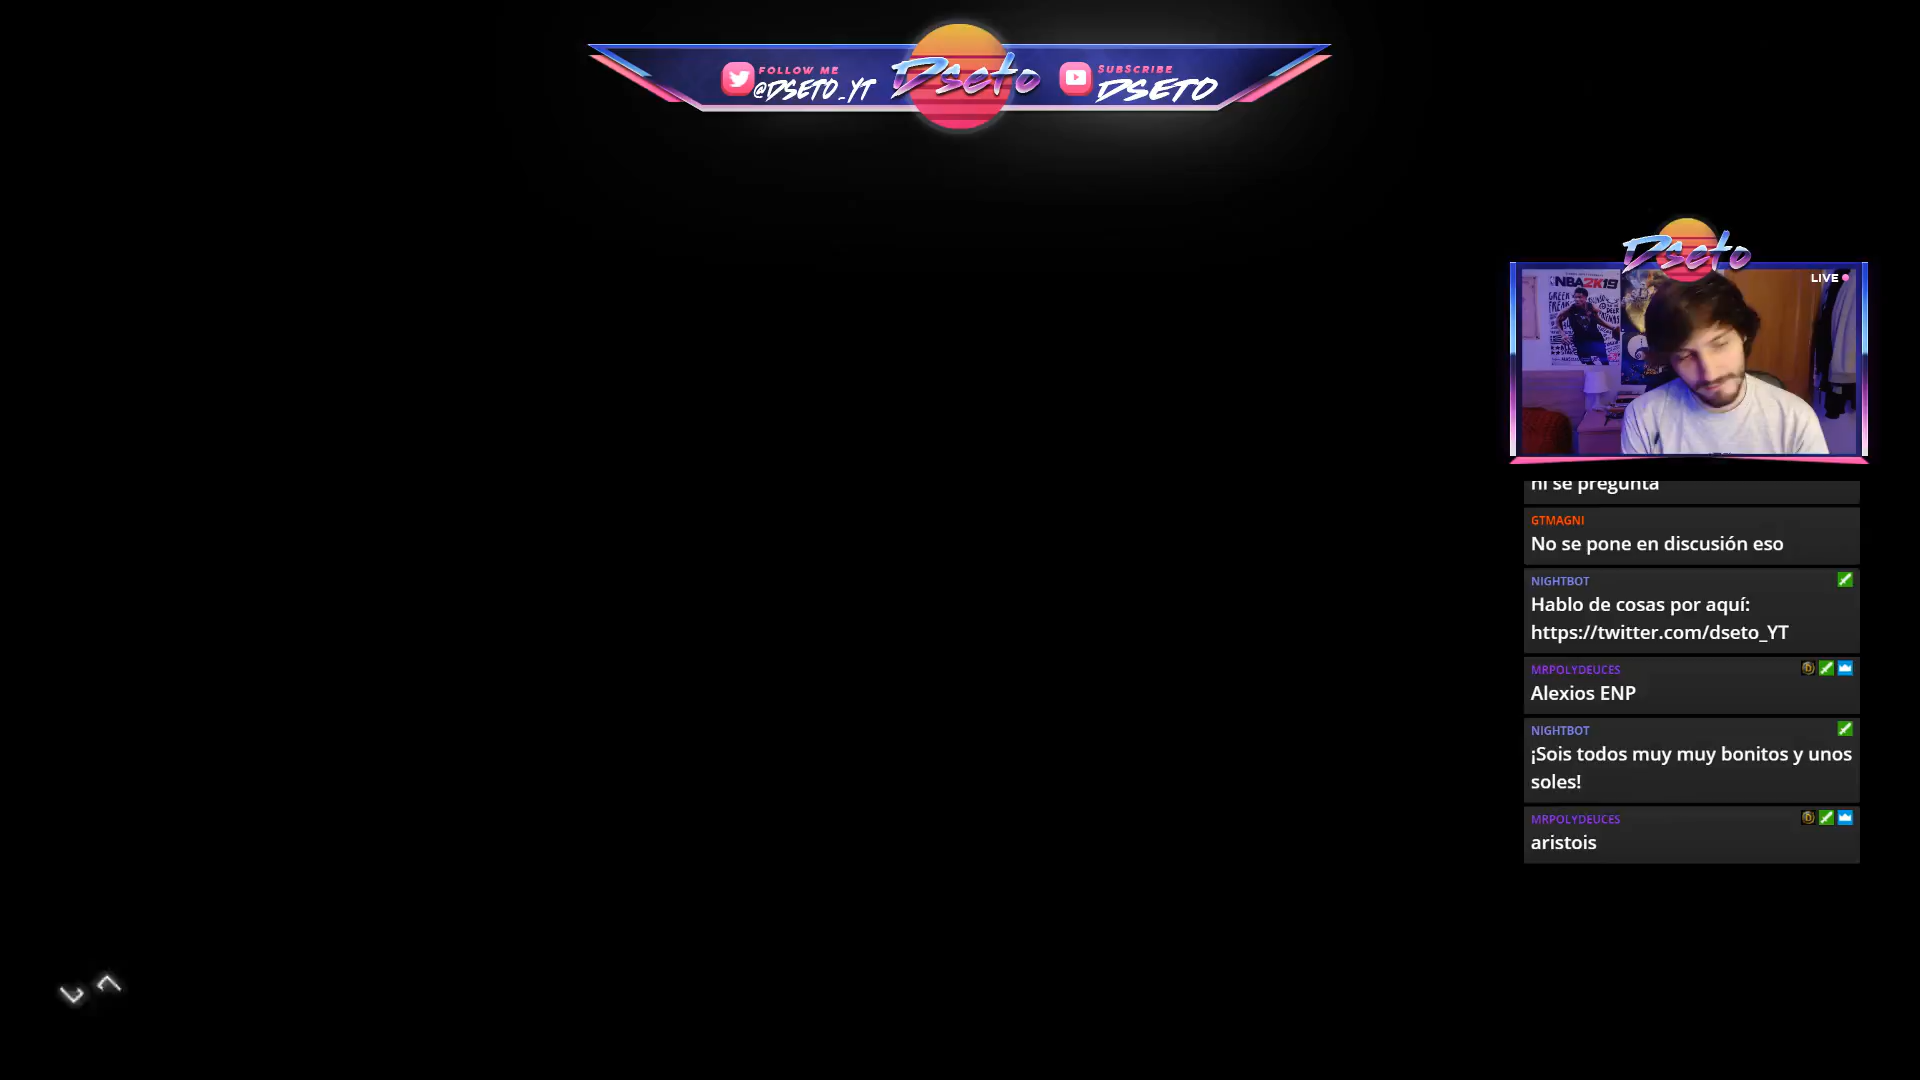 FOLLOW ME
@DSETO_YT
Dseto
SUBSCRIBE
DSETO
Dseto
LIVE
NBA2K19
ni se pregunta
GTMAGNI
No se pone en discusión eso
NIGHTBOT
Hablo de cosas por aquí:
https://twitter.com/dseto_YT
MRPOLYDEUCES
Alexios ENP
NIGHTBOT
¡Sois todos muy muy bonitos y unos
soles!
MRPOLYDEUCES
aristois